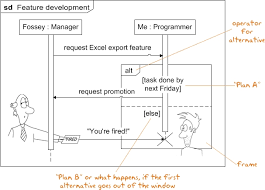 sd Feature development
operator
for
alternative
Fossey : Manager
Me : Programmer
request Excel export feature
alt
[task done by
next Friday]
"Plan A"
request promotion
[else]
"You're fired!"
FIRED
frame
"Plan B" or what happens, if the first
alternative goes out of the window